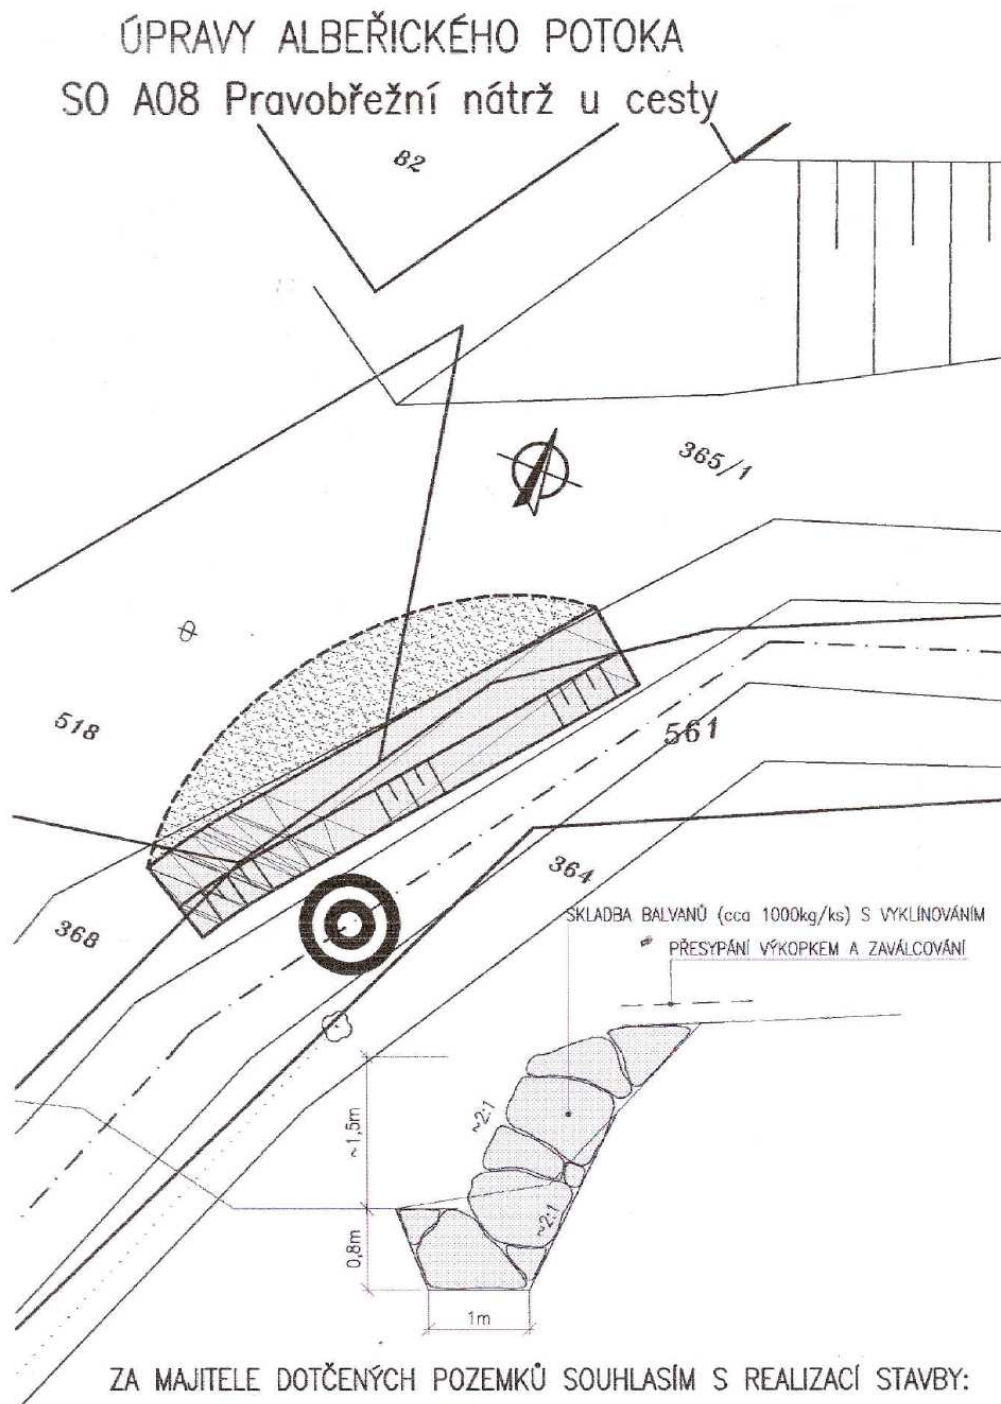 ÚPRAVY ALBEŘICKÉHO POTOKA
SO A08 Pravobřežní nátrž u cesty
82
365/1
518
561
364
368
SKLADBA BALVANŮ (cca 1000kg/ks) S VYKLÍNOVÁNÍM
PŘESYPÁNÍ VÝKOPKEM A ZAVÁLCOVÁNÍ
~2:1
~1,5m
~2:1
0,8m
1m
ZA MAJITELE DOTČENÝCH POZEMKŮ SOUHLASÍM S REALIZACÍ STAVBY: